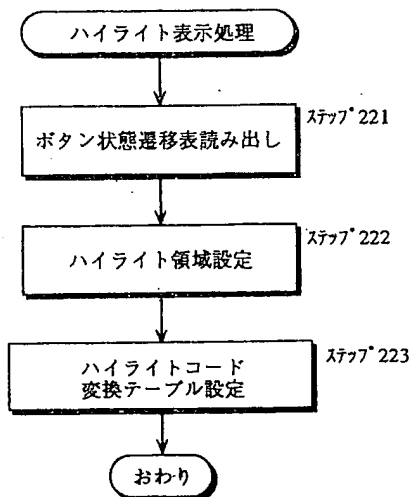 ハイライト表示処理
ステップ221
ボタン状態遷移表読み出し
ステップ222
ハイライト領域設定
ステップ223
ハイライトコード
変換テーブル設定
おわり